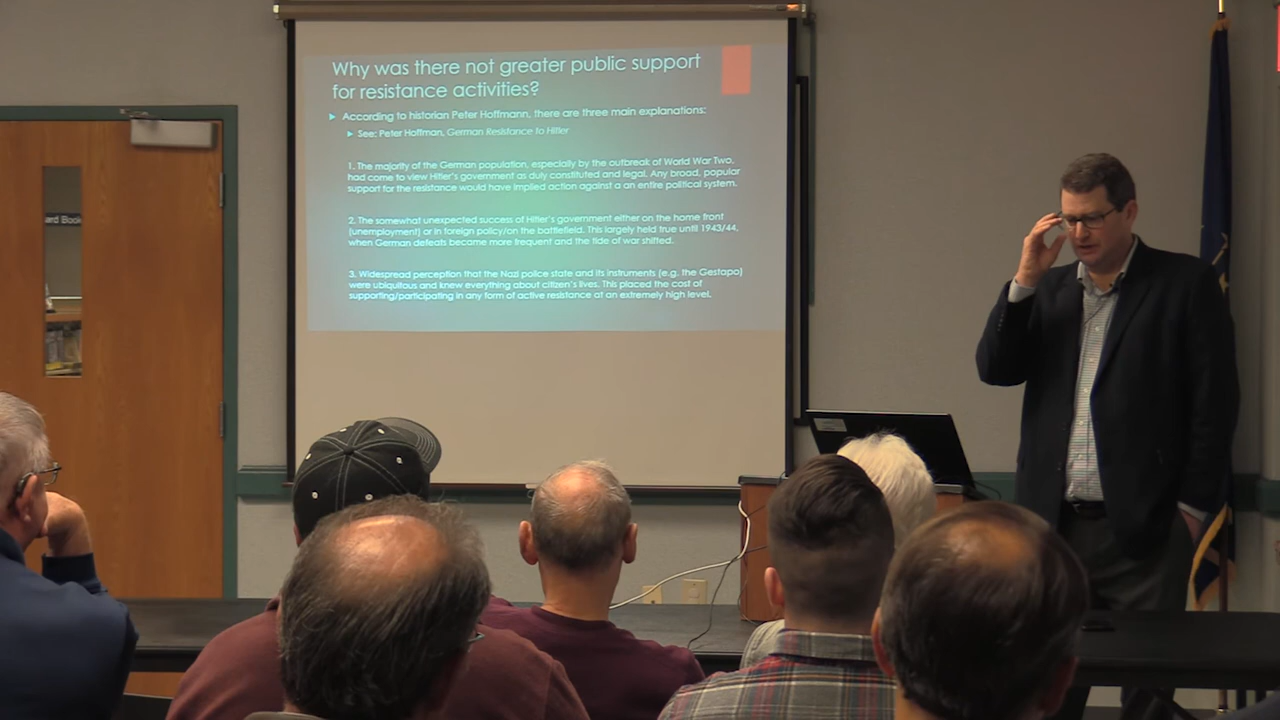 Why was there not greater public support
for resistance activities?
According to historian Peter Hoffmann, there are three main explanations:
See: Peter Hoffman, German Resistance to Hitler
1. The majority of the German population, especially by the outbreak of World War Two,
had come to view Hitler's government as duly constituted and legal. Any broad, popular
support for the resistance would have implied action against a an entire political system.
2. The somewhat unexpected success of Hitler's government either on the home front
(unemployment) or in foreign policy/on the battlefield. This largely held true until 1943/44,
when German defeats became more frequent and the tide of war shifted.
3. Widespread perception that the Nazi police state and its instruments (e.g. the Gestapo)
were ubiquitous and knew everything about citizen's lives. This placed the cost of
supporting/participating in any form of active resistance at an extremely high level.
ard Book